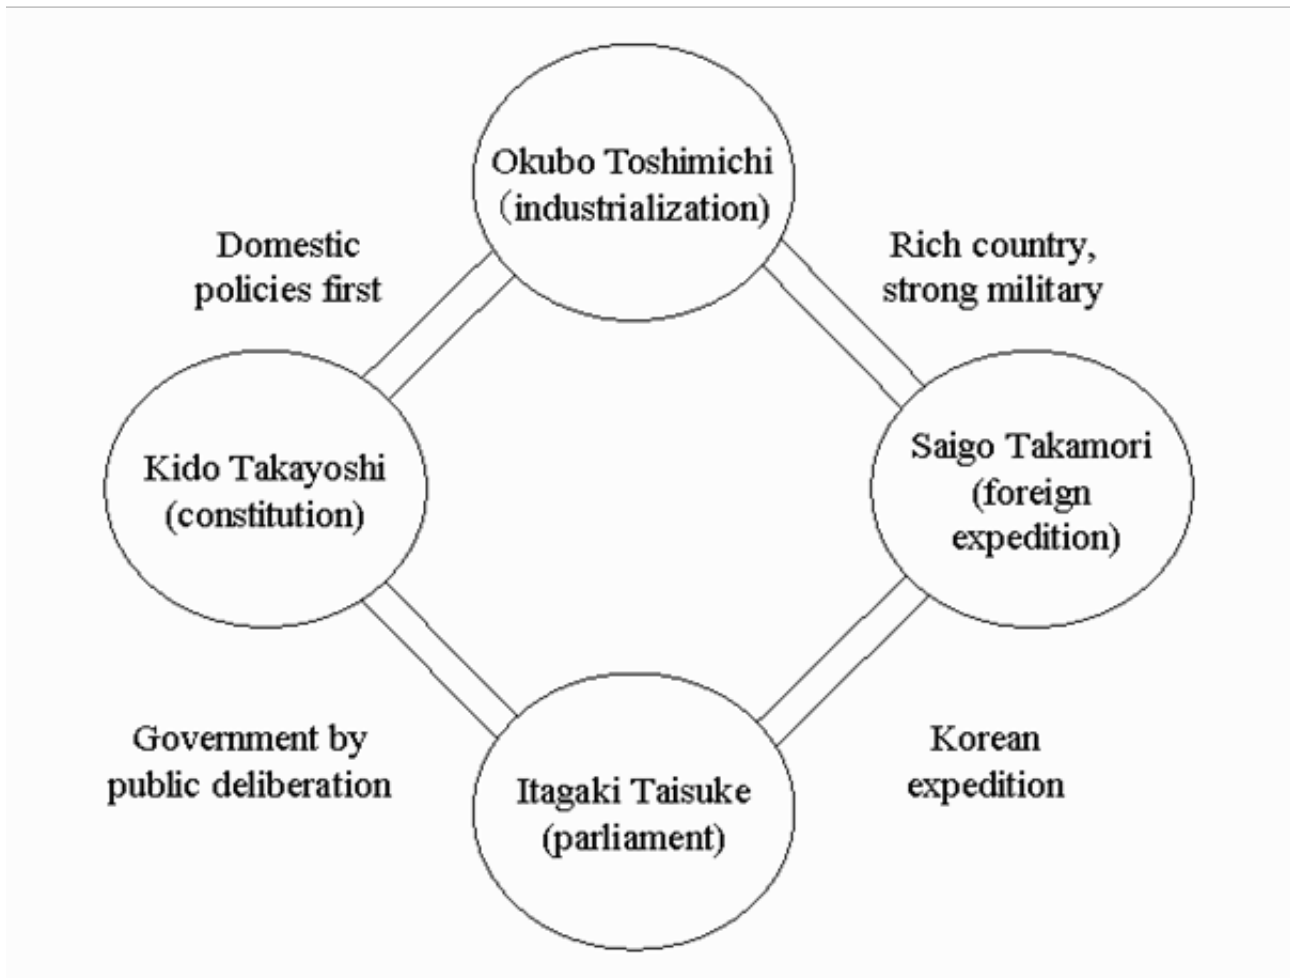 Okubo Toshimichi
（industrialization)
Domestic
policies first
Rich country,
strong military
Kido Takayoshi
(constitution)
Saigo Takamori
(foreign
expedition)
Government by
public deliberation
Korean
expedition
Itagaki Taisuke
(parliament)